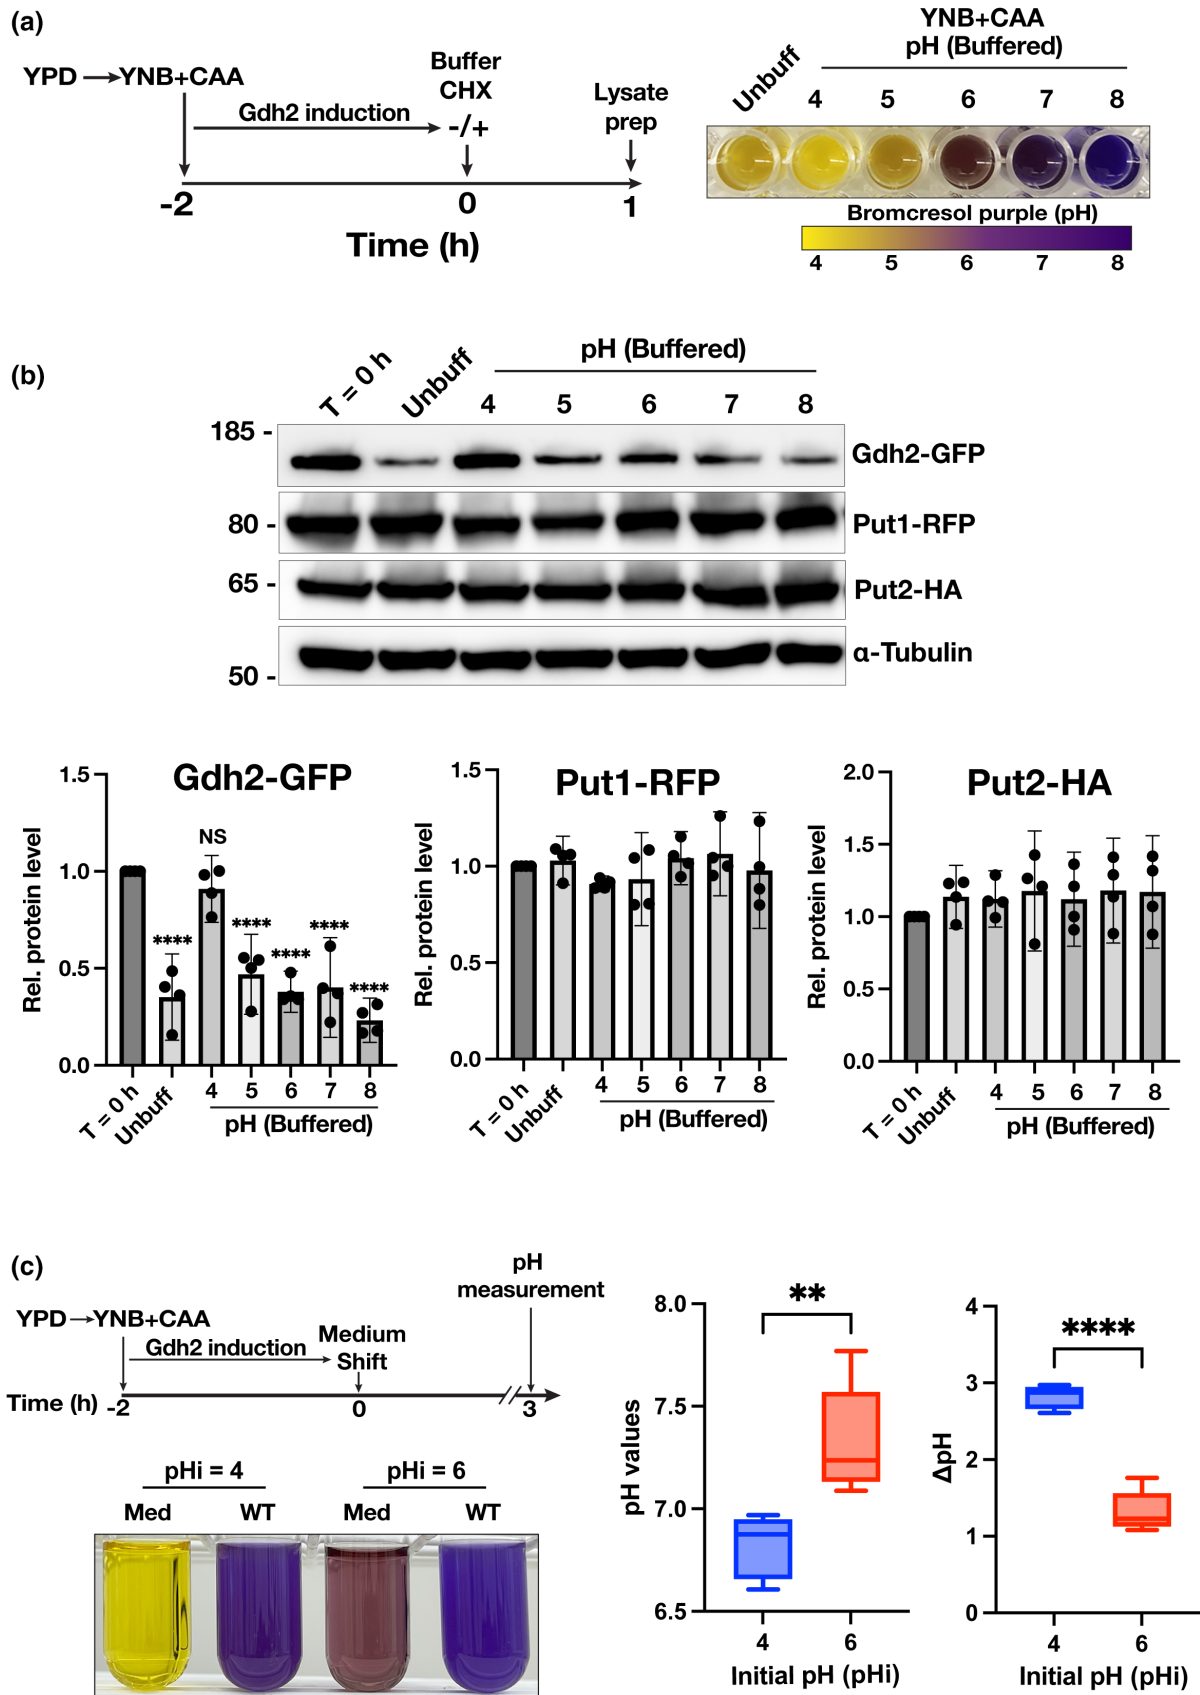 (a)
YPD → YNB+CAA
Gdh2 induction
Buffer
CHX
-/+
Lysate
prep
-2
0
1
Time (h)
YNB+CAA
pH (Buffered)
Unbuff
4 5 6 7 8
Bromcresol purple (pH)
4 5 6 7 8
(b)
T = 0 h
Unbuff
pH (Buffered)
4 5 6 7 8
185 -
Gdh2-GFP
80 -
Put1-RFP
65 -
Put2-HA
α-Tubulin
50 -
Gdh2-GFP
Rel. protein level
1.5
1.0
0.5
0.0
****
NS
****
****
****
****
T = 0 h
Unbuff
4 5 6 7 8
pH (Buffered)
Put1-RFP
Rel. protein level
1.5
1.0
0.5
0.0
T = 0 h
Unbuff
4 5 6 7 8
pH (Buffered)
Put2-HA
Rel. protein level
2.0
1.5
1.0
0.5
0.0
T = 0 h
Unbuff
4 5 6 7 8
pH (Buffered)
(c)
YPD → YNB+CAA
Gdh2 induction
Medium
Shift
pH
measurement
Time (h)
-2
0
3
pHi = 4
pHi = 6
Med WT Med WT
pH values
8.0
7.5
7.0
6.5
**
4 6
Initial pH (pHi)
ΔpH
4
3
2
1
0
****
4 6
Initial pH (pHi)